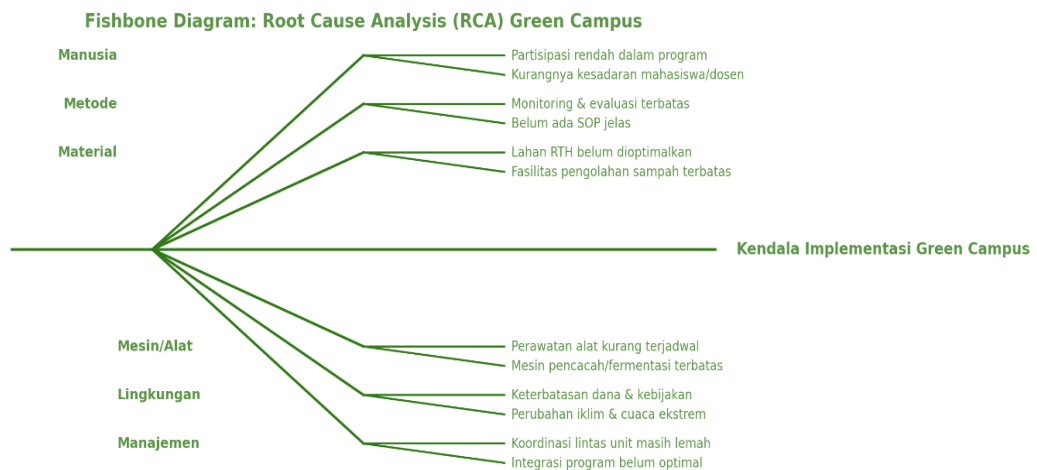 Fishbone Diagram: Root Cause Analysis (RCA) Green Campus
Manusia
Partisipasi rendah dalam program
Kurangnya kesadaran mahasiswa/dosen
Metode
Monitoring & evaluasi terbatas
Belum ada SOP jelas
Material
Lahan RTH belum dioptimalkan
Fasilitas pengolahan sampah terbatas
Kendala Implementasi Green Campus
Mesin/Alat
Perawatan alat kurang terjadwal
Mesin pencacah/fermentasi terbatas
Lingkungan
Keterbatasan dana & kebijakan
Perubahan iklim & cuaca ekstrem
Manajemen
Koordinasi lintas unit masih lemah
Integrasi program belum optimal